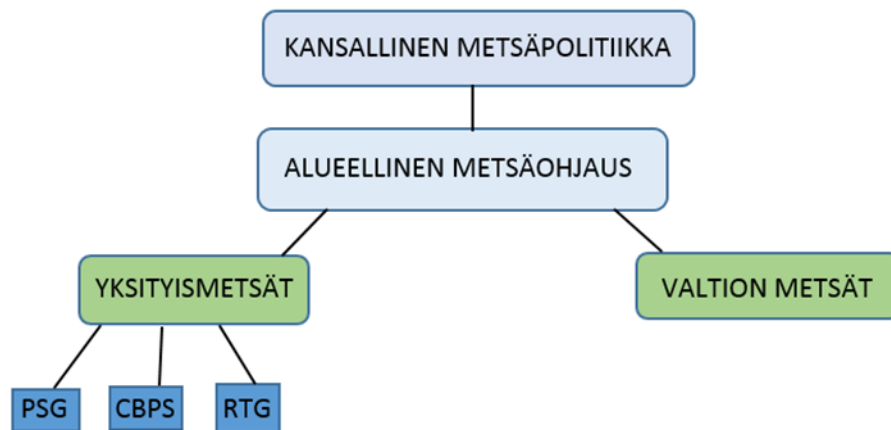 KANSALLINEN METSÄPOLITIIKKA
ALUEELLINEN METSÄOHJAUS
YKSITYISMETSÄT
VALTION METSÄT
PSG
CBPS
RTG